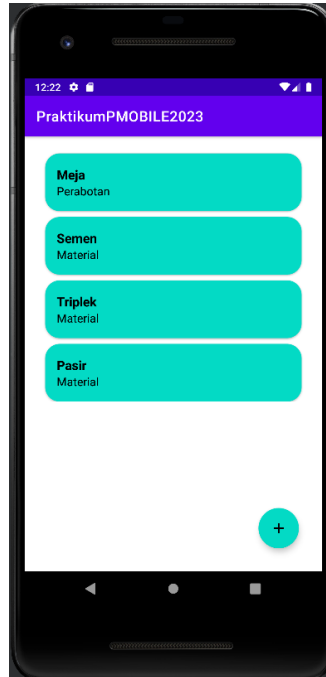 12:22
PraktikumPMOBILE2023
Meja
Perabotan
Semen
Material
Triplek
Material
Pasir
Material
+